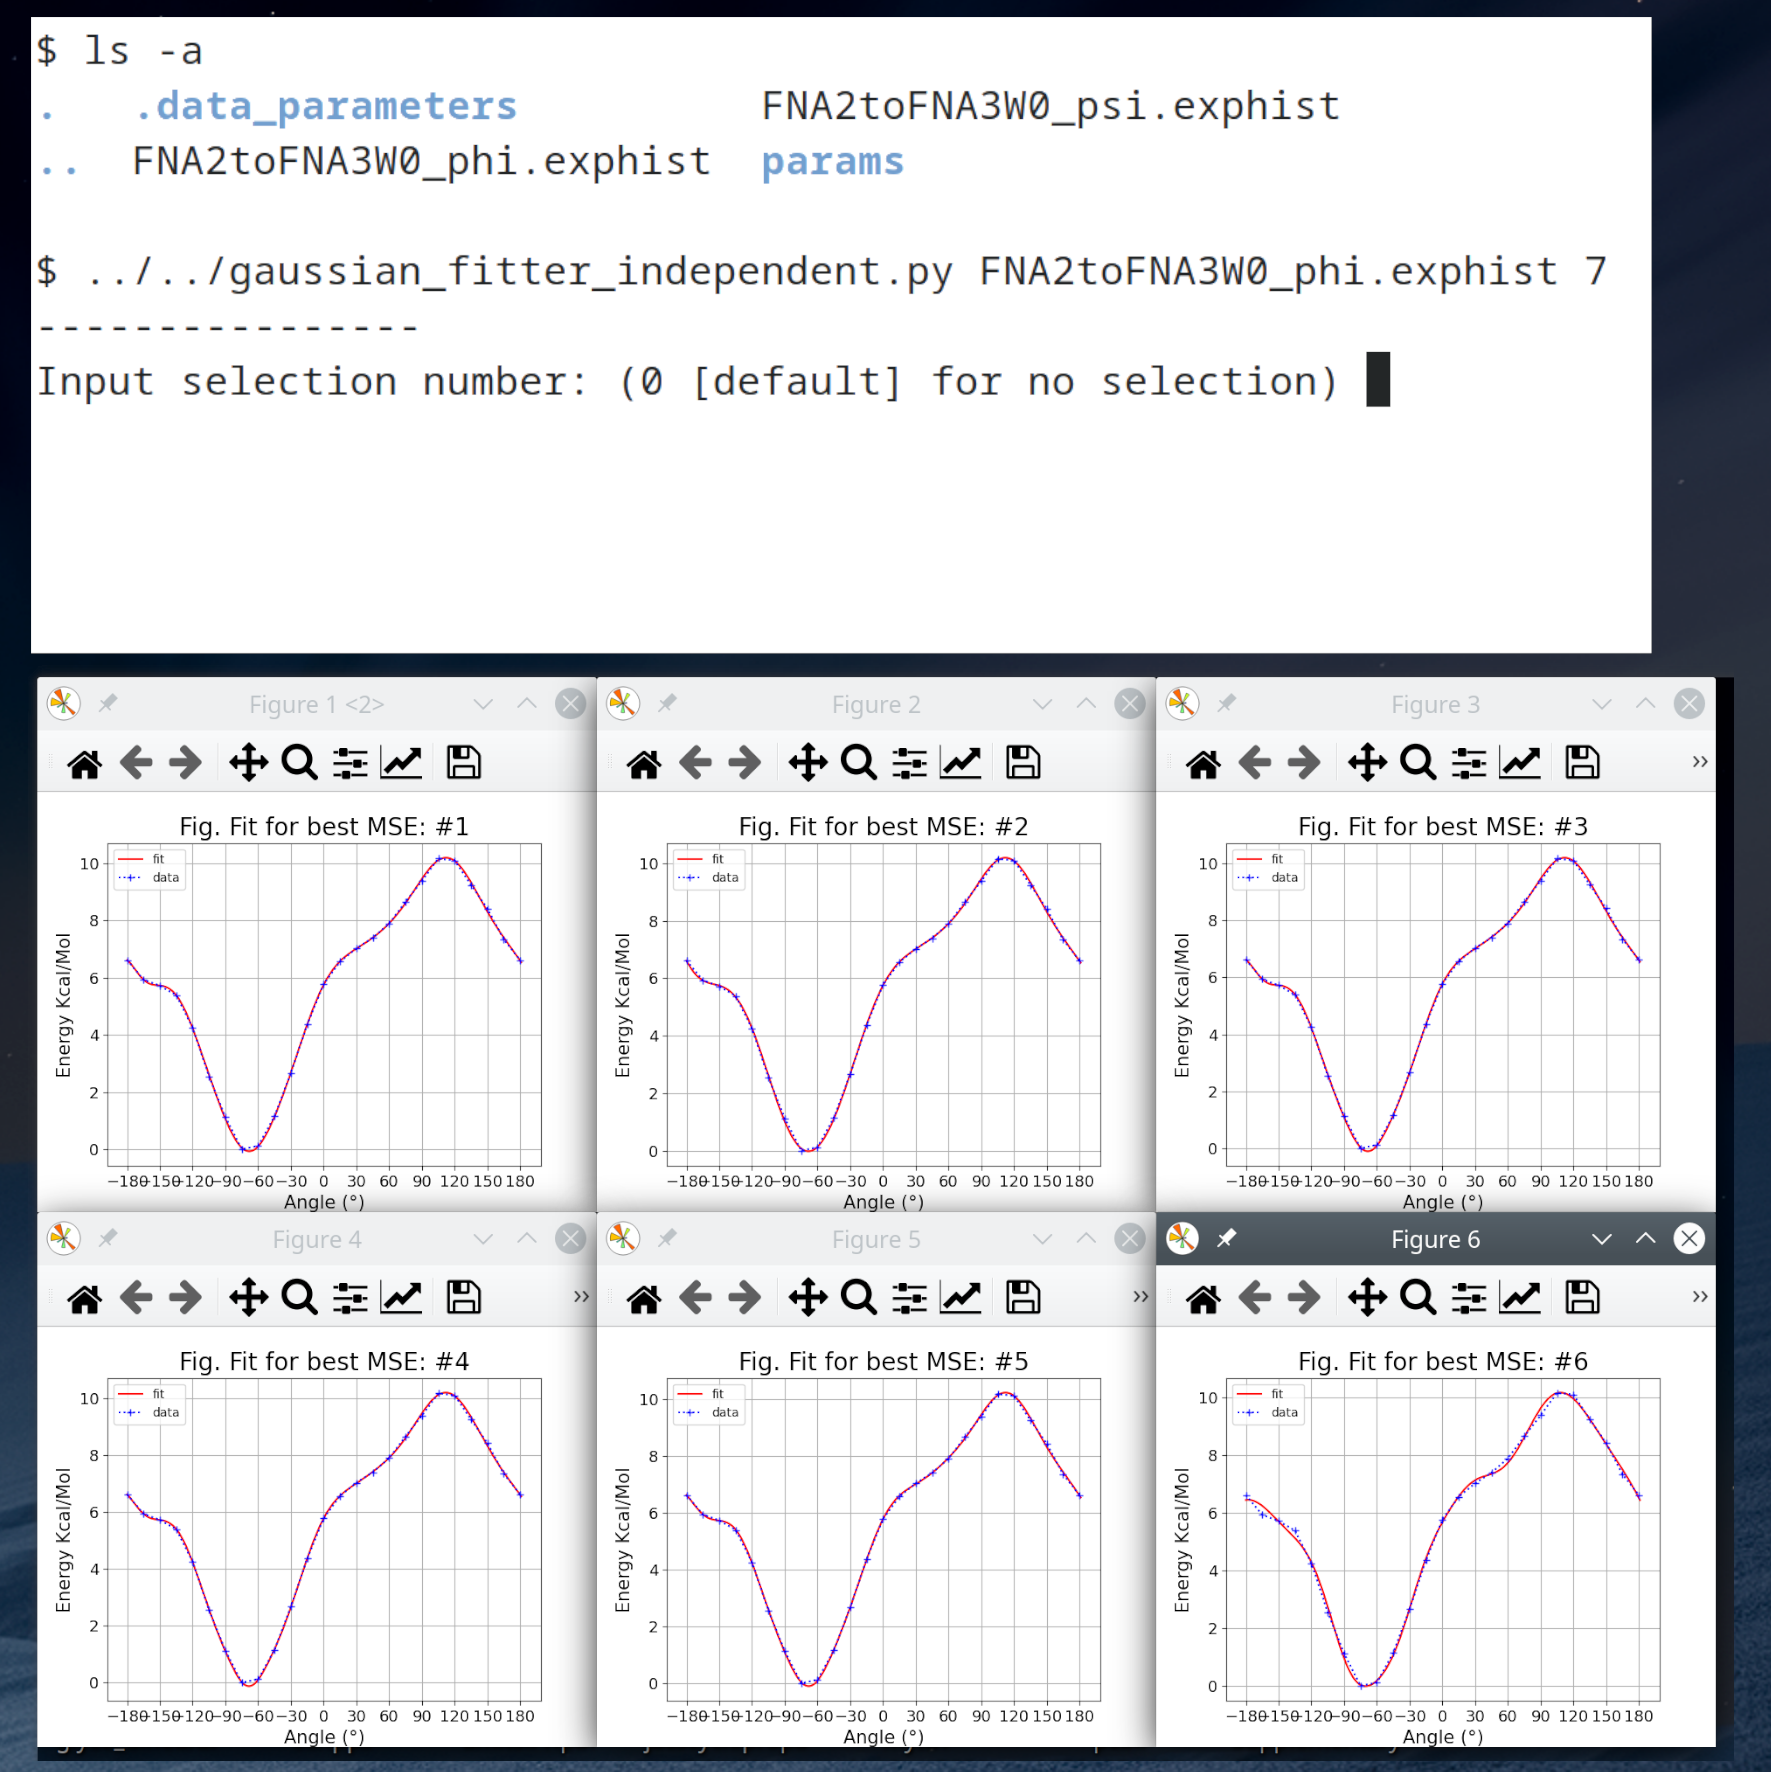 $ ls -a
.   .data_parameters          FNA2toFNA3W0_psi.exphist
..  FNA2toFNA3W0_phi.exphist  params
$ ../../gaussian_fitter_independent.py FNA2toFNA3W0_phi.exphist 7
----------------
Input selection number: (0 [default] for no selection)
Figure 1 <2>
Fig. Fit for best MSE: #1
fit
data
Energy Kcal/Mol
10
8
6
4
2
0
−180 −150 −120 −90 −60 −30 0 30 60 90 120 150 180
Angle (°)
Figure 2
Fig. Fit for best MSE: #2
fit
data
Energy Kcal/Mol
10
8
6
4
2
0
−180 −150 −120 −90 −60 −30 0 30 60 90 120 150 180
Angle (°)
Figure 3
»
Fig. Fit for best MSE: #3
fit
data
Energy Kcal/Mol
10
8
6
4
2
0
−180 −150 −120 −90 −60 −30 0 30 60 90 120 150 180
Angle (°)
Figure 4
»
Fig. Fit for best MSE: #4
fit
data
Energy Kcal/Mol
10
8
6
4
2
0
−180 −150 −120 −90 −60 −30 0 30 60 90 120 150 180
Angle (°)
Figure 5
»
Fig. Fit for best MSE: #5
fit
data
Energy Kcal/Mol
10
8
6
4
2
0
−180 −150 −120 −90 −60 −30 0 30 60 90 120 150 180
Angle (°)
Figure 6
»
Fig. Fit for best MSE: #6
fit
data
Energy Kcal/Mol
10
8
6
4
2
0
−180 −150 −120 −90 −60 −30 0 30 60 90 120 150 180
Angle (°)